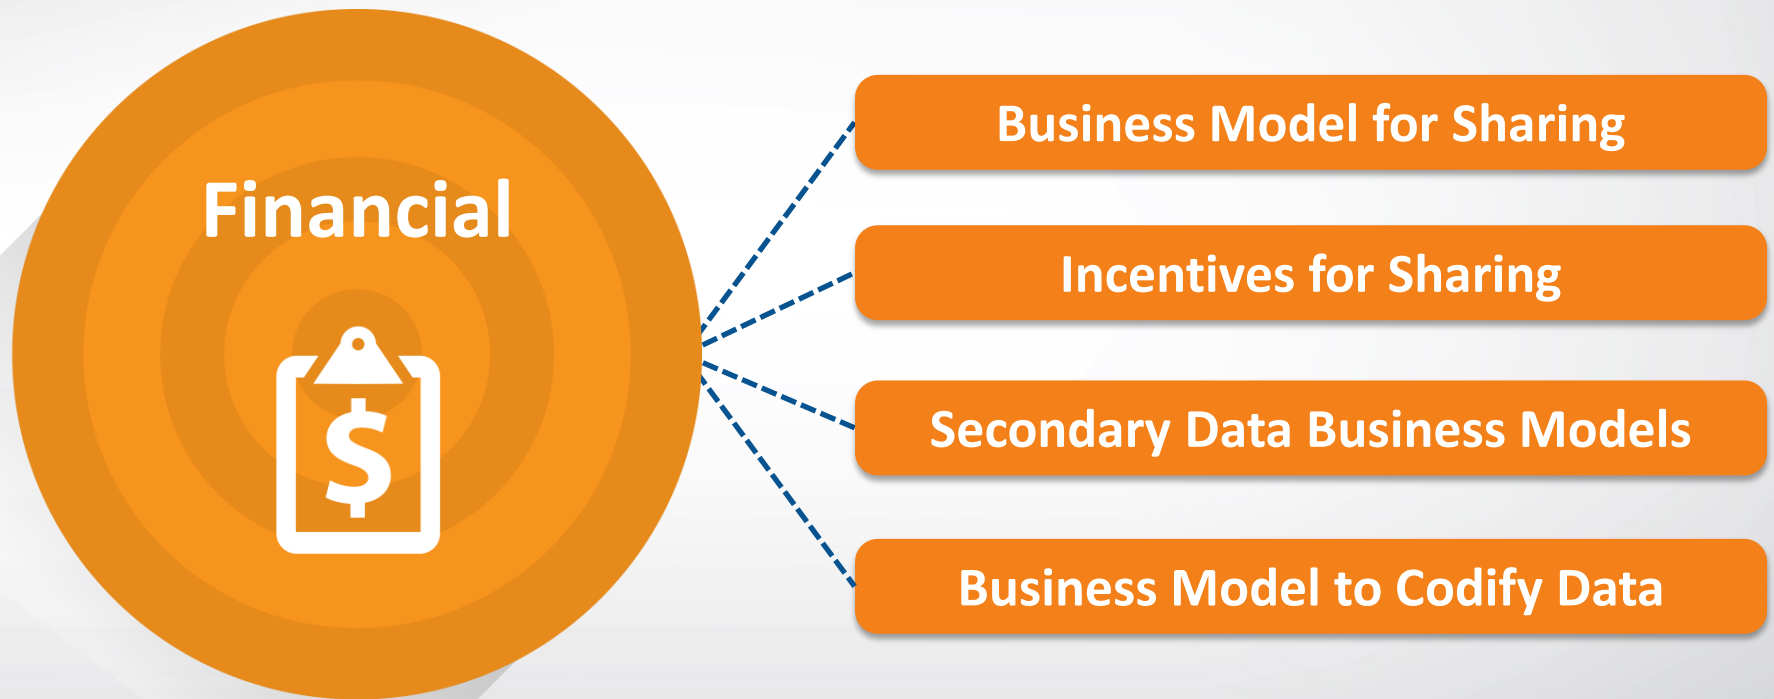 Financial
$
Business Model for Sharing
Incentives for Sharing
Secondary Data Business Models
Business Model to Codify Data